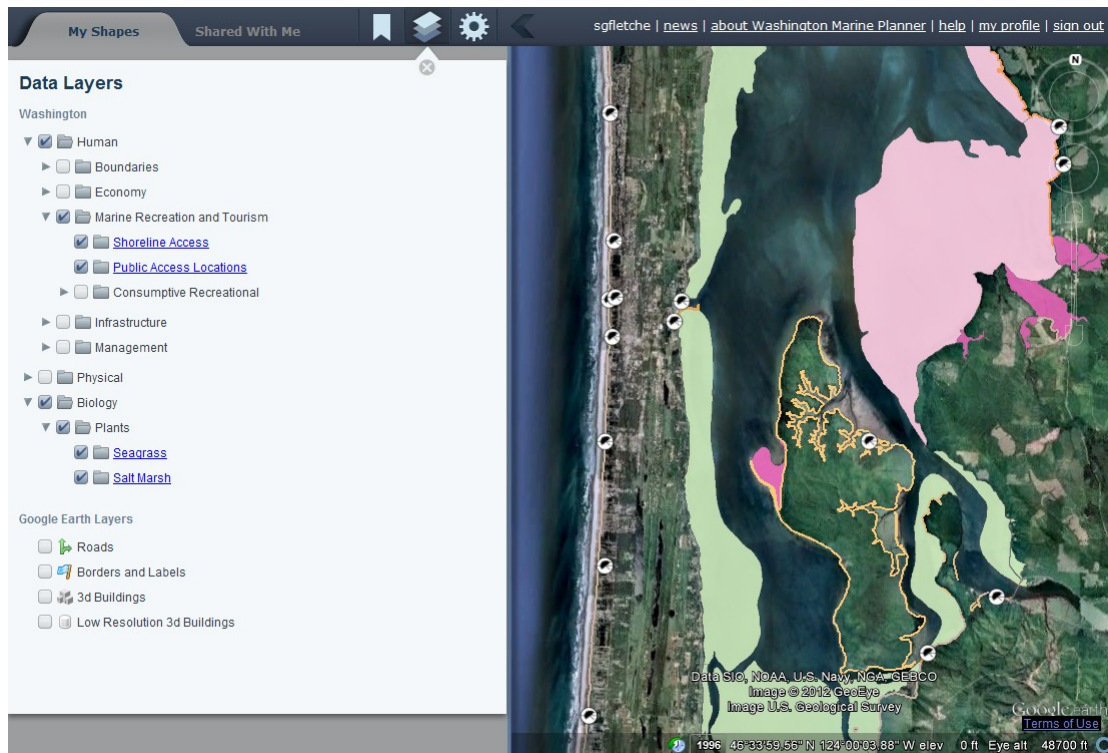 My Shapes
Shared With Me
sgfletche | news | about Washington Marine Planner | help | my profile | sign out
Data Layers
Washington
Human
Boundaries
Economy
Marine Recreation and Tourism
Shoreline Access
Public Access Locations
Consumptive Recreational
Infrastructure
Management
Physical
Biology
Plants
Seagrass
Salt Marsh
Google Earth Layers
Roads
Borders and Labels
3d Buildings
Low Resolution 3d Buildings
N
Data SIO, NOAA, U.S. Navy, NGA, GEBCO
Image © 2012 GeoEye
Image U.S. Geological Survey
Google earth
Terms of Use
1996 46°33'59.56" N 124°00'03.88" W elev 0 ft Eye alt 48700 ft